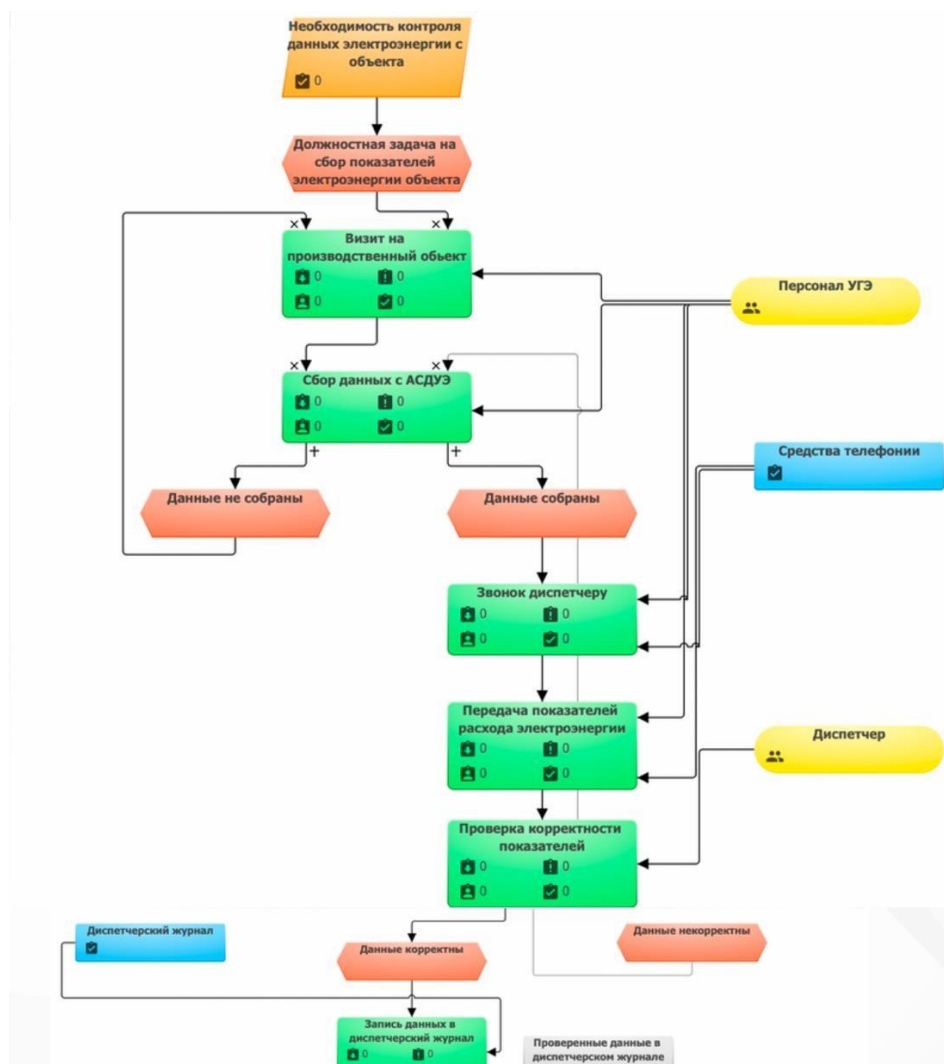 Необходимость контроля
данных электроэнергии с
объекта
0
Должностная задача на
сбор показателей
электроэнергии объекта
×
×
Визит на
производственный обьект
0
0
0
0
Персонал УГЭ
×
×
Сбор данных с АСДУЭ
0
0
0
0
+
+
Средства телефонии
Данные не собраны
Данные собраны
Звонок диспетчеру
0
0
0
0
Передача показателей
расхода электроэнергии
0
0
0
0
Диспетчер
Проверка корректности
показателей
0
0
0
0
Диспетчерский журнал
Данные корректны
Данные некорректны
Запись данных в
диспетчерский журнал
0
0
Проверенные данные в
диспетчерском журнале